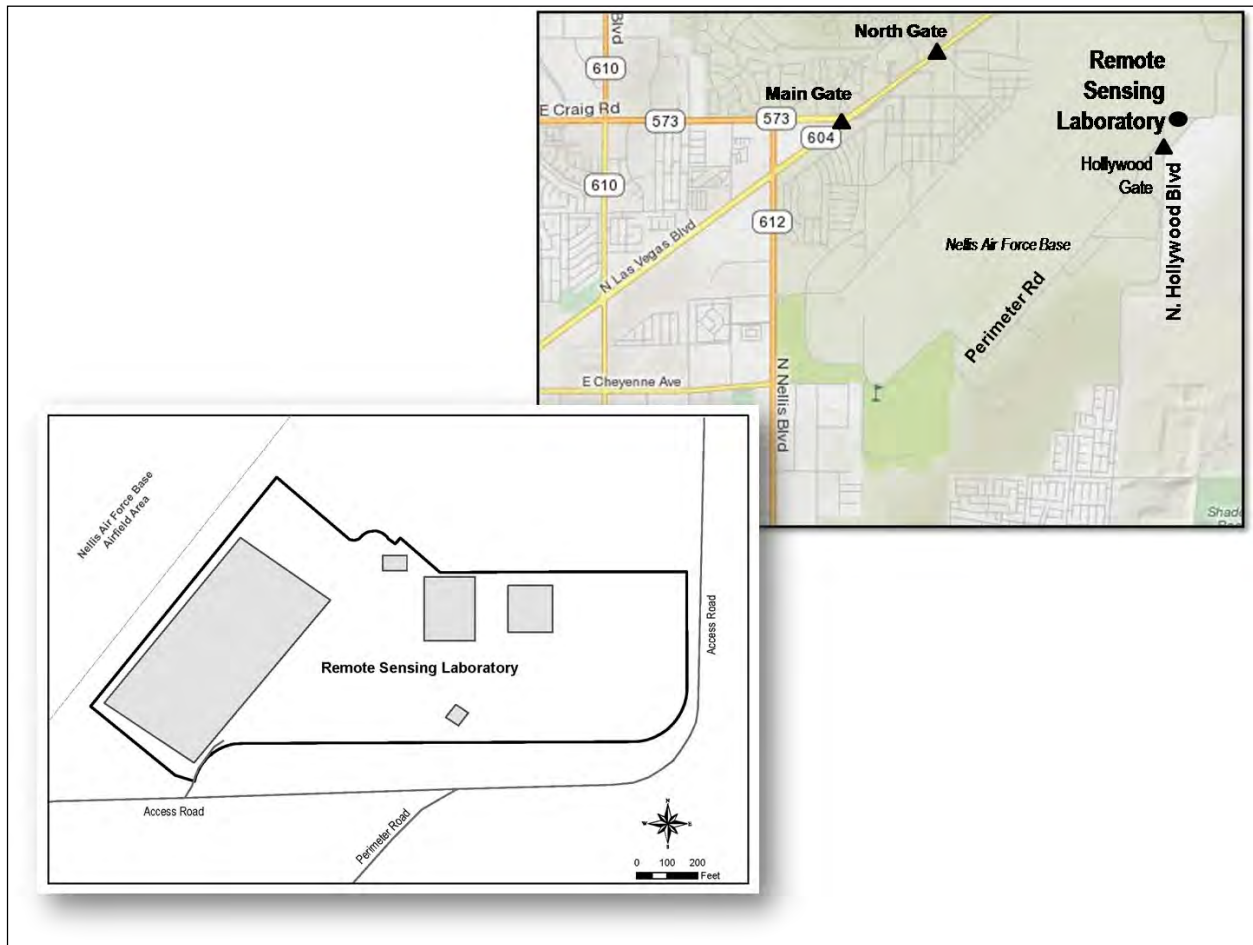 Blvd
610
North Gate
Remote
Sensing
Laboratory
Main Gate
E Craig Rd
573
573
604
Hollywood
Gate
610
N. Hollywood Blvd
612
N Las Vegas Blvd
Nellis Air Force Base
Perimeter Rd
E Cheyenne Ave
N Nellis Blvd
Nellis Air Force Base
Airfield Area
Access Road
Remote Sensing Laboratory
Access Road
Perimeter Road
N
W
E
S
0 100 200
Feet